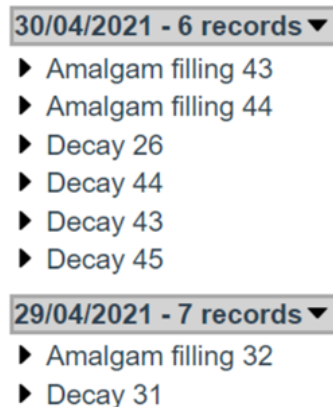 30/04/2021 - 6 records
Amalgam filling 43
Amalgam filling 44
Decay 26
Decay 44
Decay 43
Decay 45
29/04/2021 - 7 records
Amalgam filling 32
Decay 31